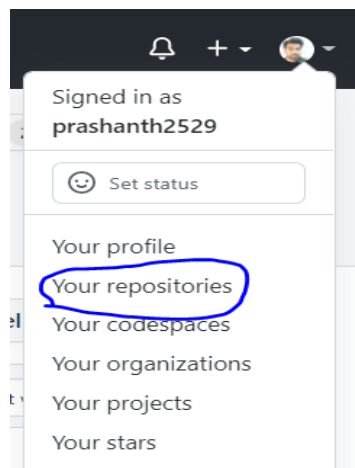 Signed in as
prashanth2529
Set status
Your profile
Your repositories
Your codespaces
Your organizations
Your projects
Your stars